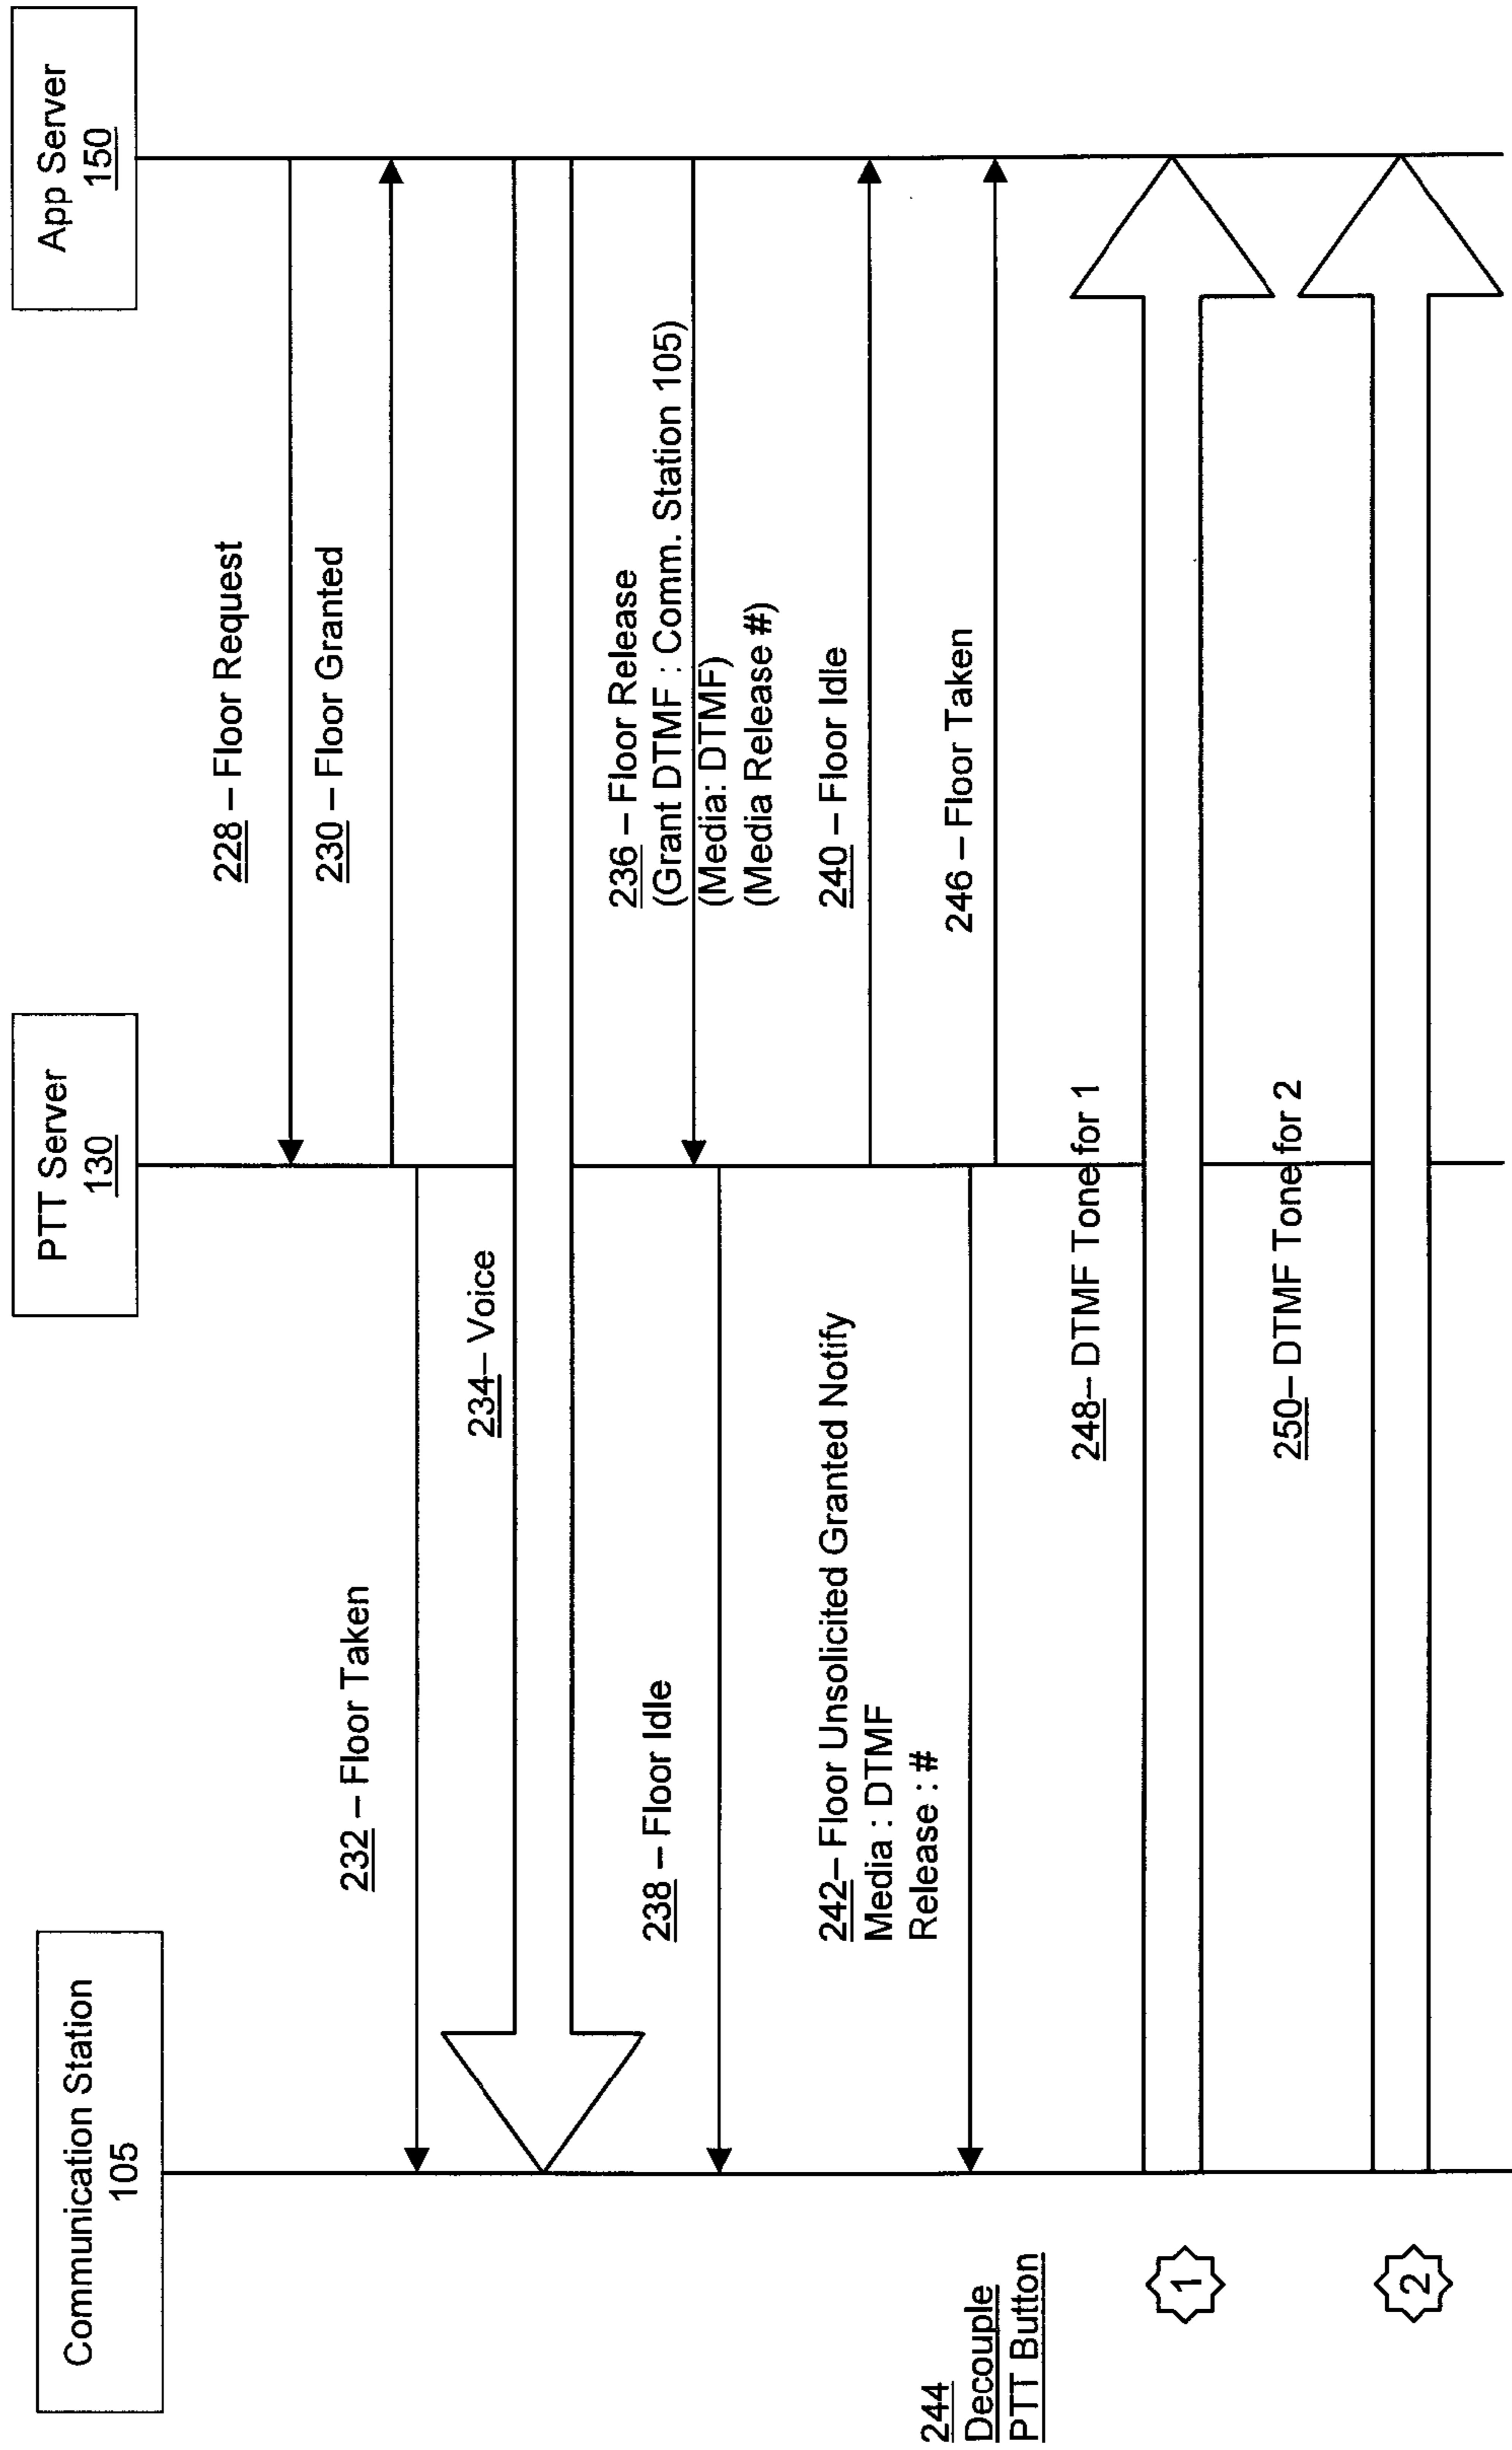 Communication Station
105
PTT Server
130
App Server
150
228 – Floor Request
230 – Floor Granted
232 – Floor Taken
234– Voice
236 – Floor Release
(Grant DTMF : Comm. Station 105)
(Media: DTMF)
(Media Release #)
238 – Floor Idle
240 – Floor Idle
242– Floor Unsolicited Granted Notify
Media : DTMF
Release : #
244
Decouple
PTT Button
246 – Floor Taken
248– DTMF Tone for 1
1
250– DTMF Tone for 2
2